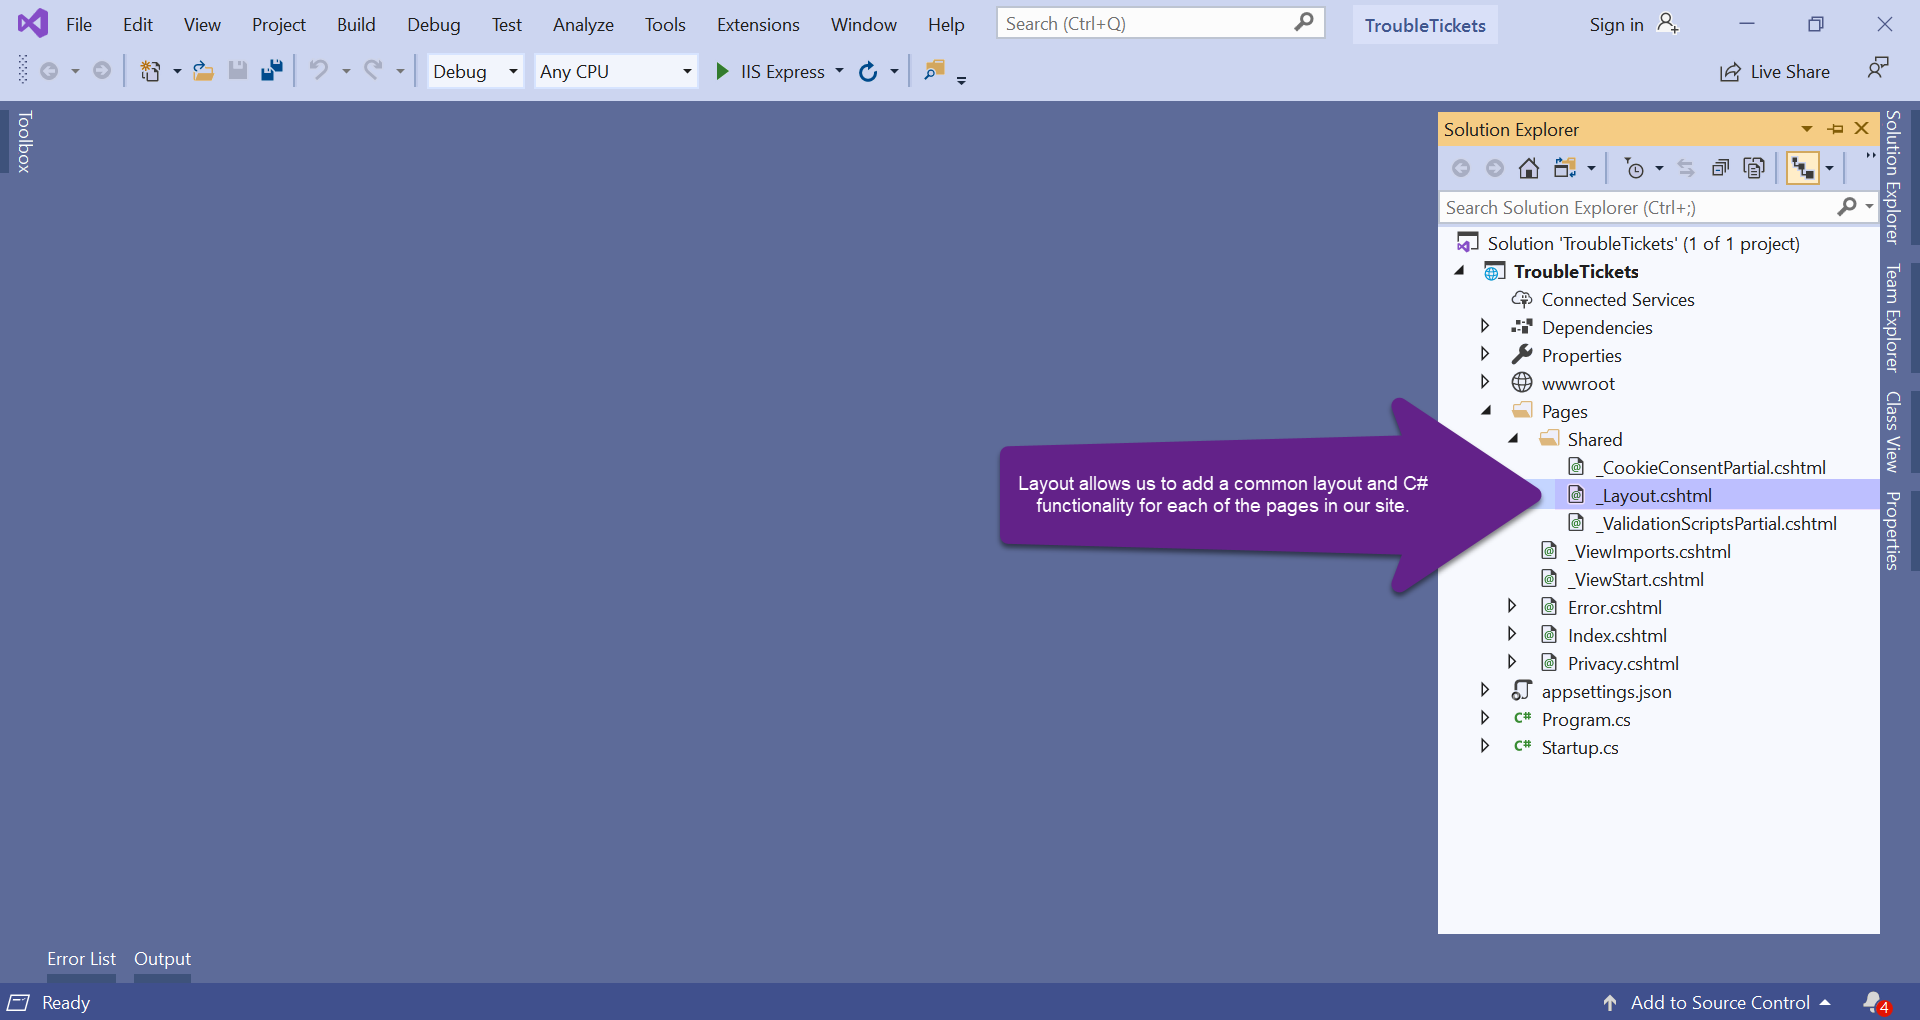 File Edit View Project Build Debug Test Analyze Tools Extensions Window Help Search (Ctrl+Q) TroubleTickets Sign in
Debug Any CPU IIS Express Live Share
Toolbox
Solution Explorer
Search Solution Explorer (Ctrl+;)
Solution 'TroubleTickets' (1 of 1 project)
TroubleTickets
Connected Services
Dependencies
Properties
wwwroot
Pages
Shared
_CookieConsentPartial.cshtml
_Layout.cshtml
_ValidationScriptsPartial.cshtml
_ViewImports.cshtml
_ViewStart.cshtml
Error.cshtml
Index.cshtml
Privacy.cshtml
appsettings.json
C# Program.cs
C# Startup.cs
Layout allows us to add a common layout and C#
functionality for each of the pages in our site.
Solution Explorer
Team Explorer
Class View
Properties
Error List Output
Ready Add to Source Control 4